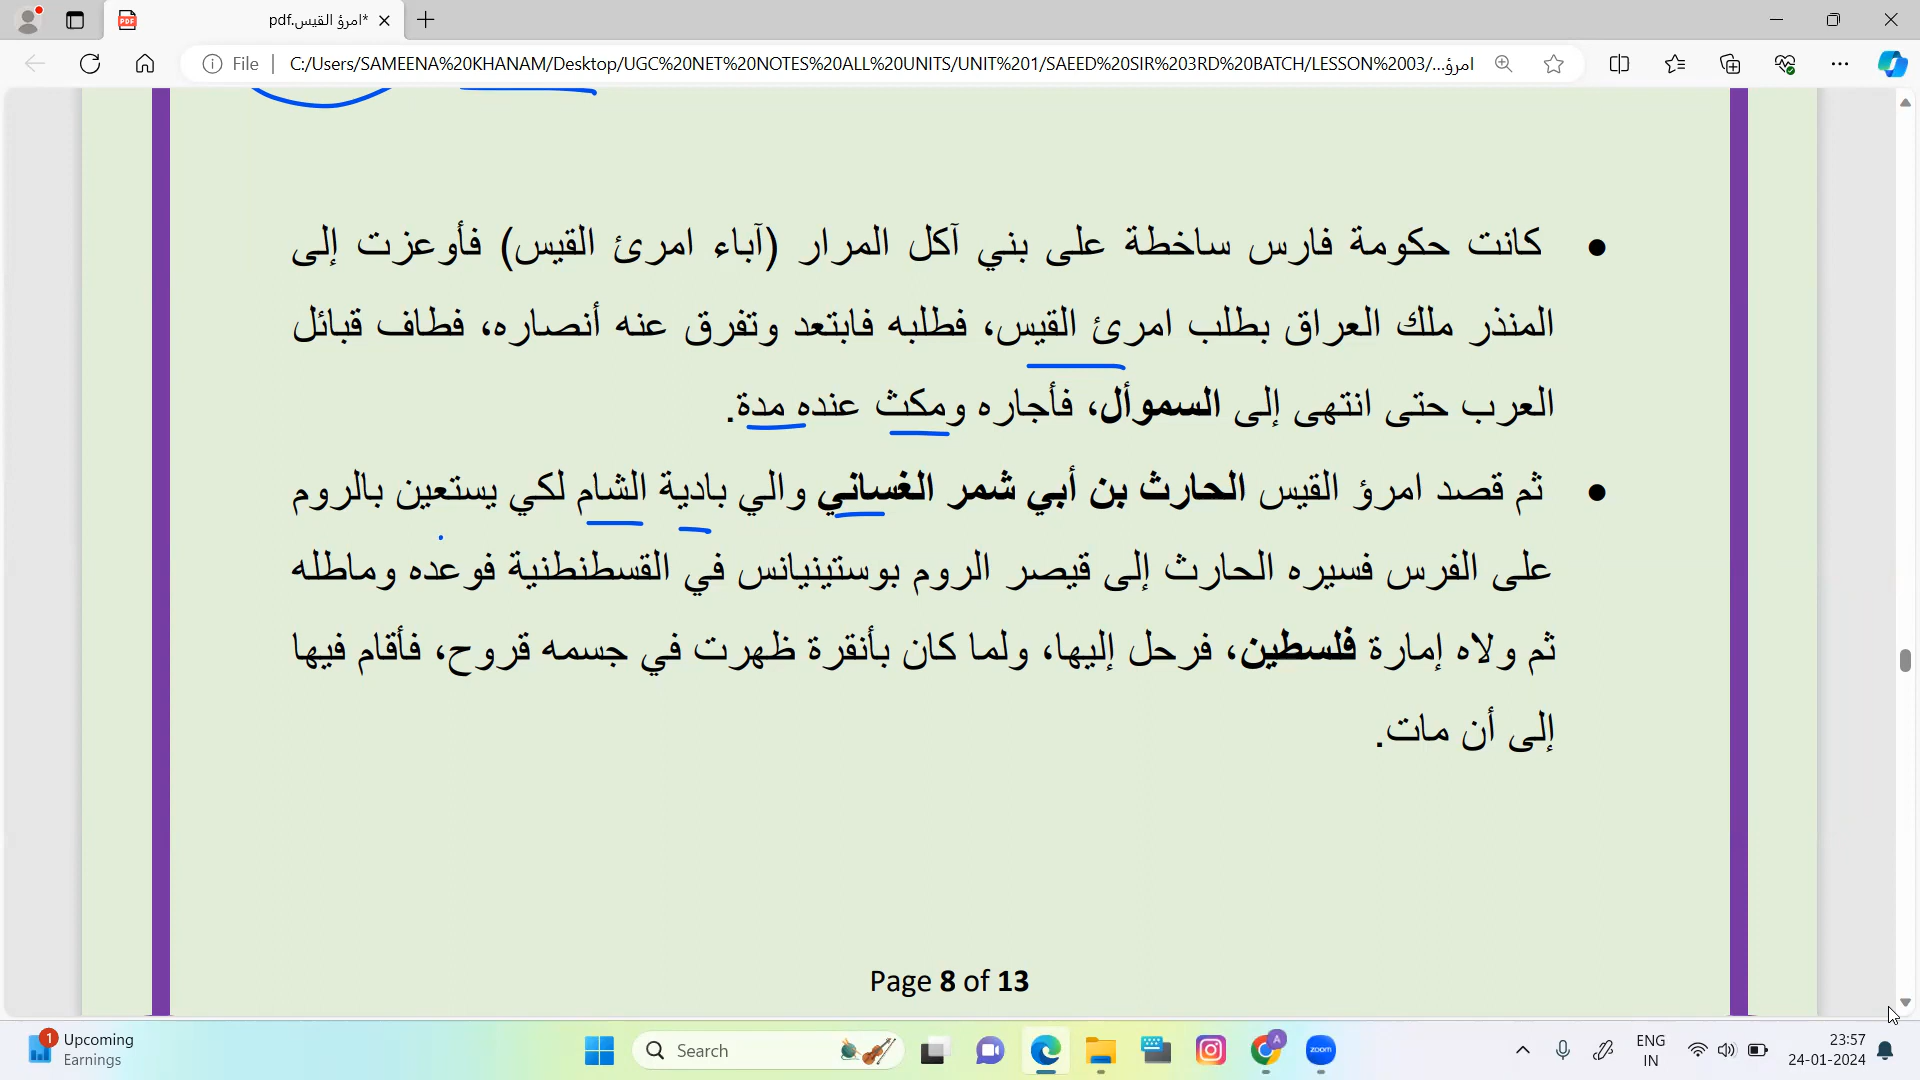 امرؤ القيس.pdf*
File
C:/Users/SAMEENA%20KHANAM/Desktop/UGC%20NET%20NOTES%20ALL%20UNITS/UNIT%201/SAEED%20SIR%203RD%20BATCH/LESSON%2003/امرؤ...
كانت حكومة فارس ساخطة على بني آكل المرار (آباء امرئ القيس) فأوعزت إلى
المنذر ملك العراق بطلب امرئ القيس، فطلبه فابتعد وتفرق عنه أنصاره، فطاف قبائل
العرب حتى انتهى إلى السموأل، فأجاره ومكث عنده مدة.
ثم قصد امرؤ القيس الحارث بن أبي شمر الغساني والي بادية الشام لكي يستعين بالروم
على الفرس فسيره الحارث إلى قيصر الروم بوستينيانس في القسطنطنية فوعده وماطله
ثم ولاه إمارة فلسطين، فرحل إليها، ولما كان بأنقرة ظهرت في جسمه قروح، فأقام فيها
إلى أن مات.
Page 8 of 13
1
Upcoming
Earnings
Search
A
zoom
ENG
IN
23:57
24-01-2024